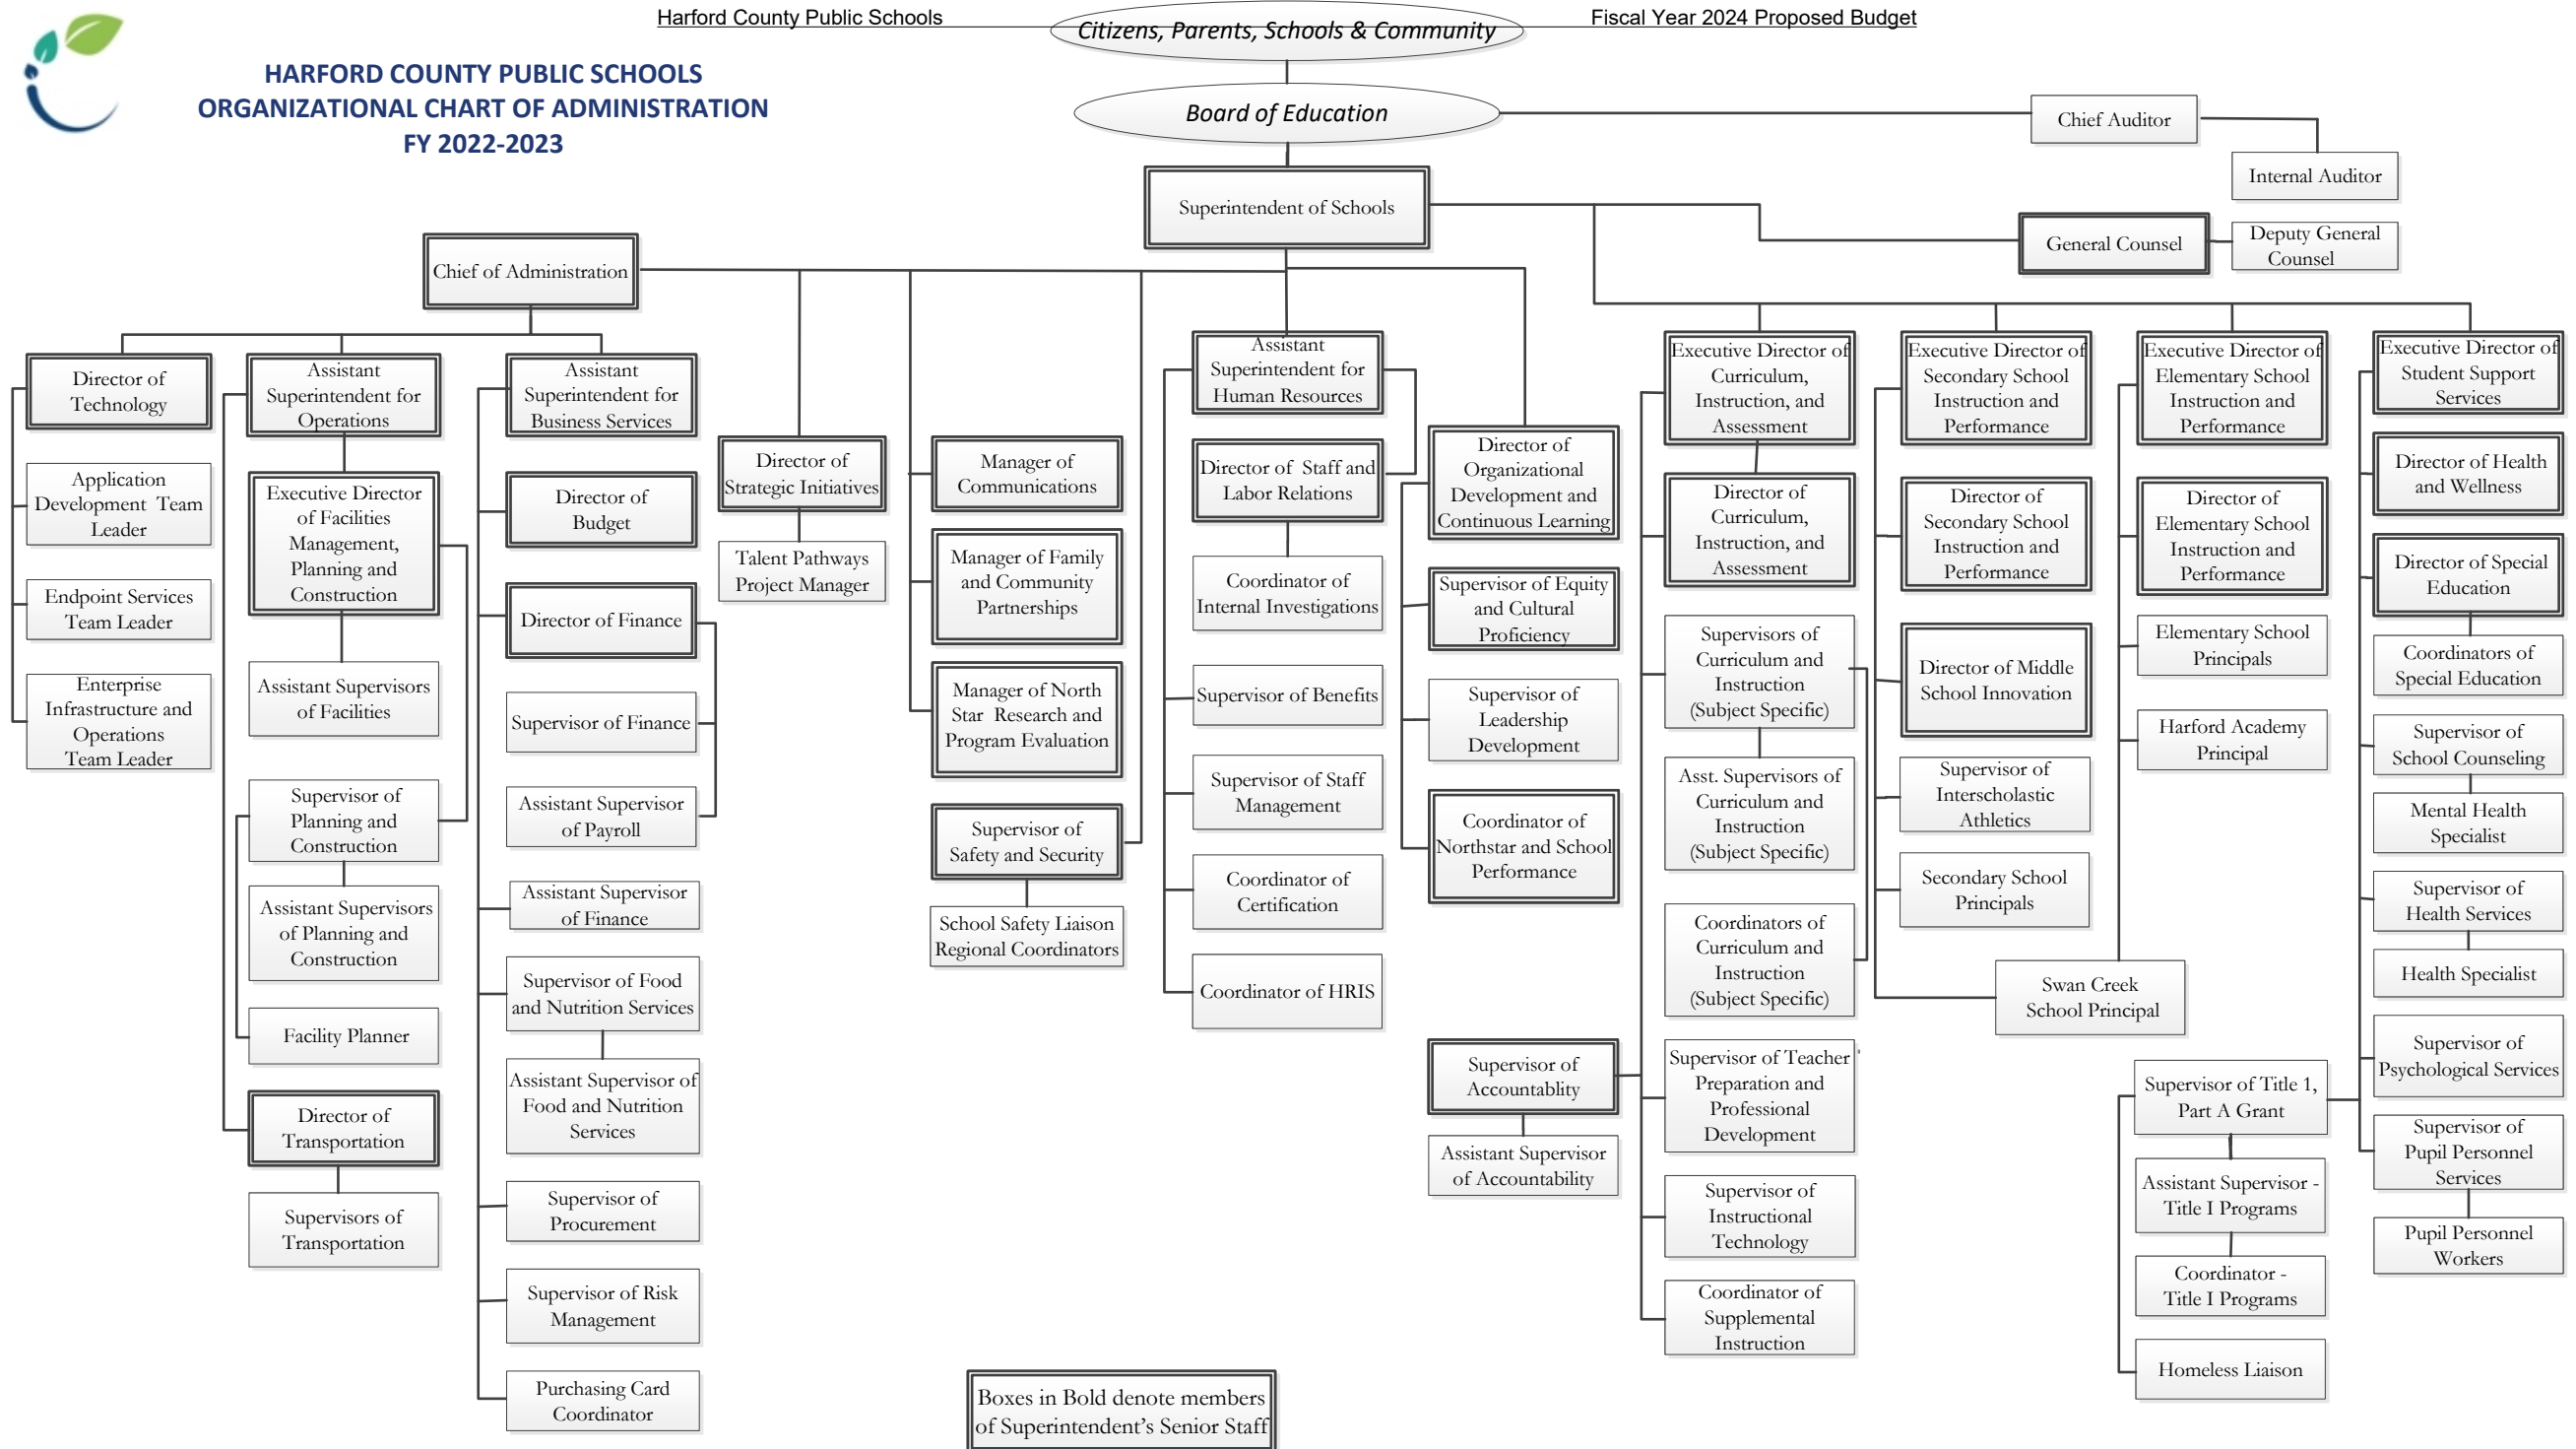 Harford County Public Schools
Fiscal Year 2024 Proposed Budget
HARFORD COUNTY PUBLIC SCHOOLS
ORGANIZATIONAL CHART OF ADMINISTRATION
FY 2022-2023
Citizens, Parents, Schools & Community
Board of Education
Chief Auditor
Internal Auditor
Superintendent of Schools
General Counsel
Deputy General
Counsel
Chief of Administration
Director of
Technology
Application
Development Team
Leader
Endpoint Services
Team Leader
Enterprise
Infrastructure and
Operations
Team Leader
Assistant
Superintendent for
Operations
Executive Director
of Facilities
Management,
Planning and
Construction
Assistant Supervisors
of Facilities
Supervisor of
Planning and
Construction
Assistant Supervisors
of Planning and
Construction
Facility Planner
Director of
Transportation
Supervisors of
Transportation
Assistant
Superintendent for
Business Services
Director of
Budget
Director of Finance
Supervisor of Finance
Assistant Supervisor
of Payroll
Assistant Supervisor
of Finance
Supervisor of Food
and Nutrition Services
Assistant Supervisor of
Food and Nutrition
Services
Supervisor of
Procurement
Supervisor of Risk
Management
Purchasing Card
Coordinator
Director of
Strategic Initiatives
Talent Pathways
Project Manager
Manager of
Communications
Manager of Family
and Community
Partnerships
Manager of North
Star Research and
Program Evaluation
Supervisor of
Safety and Security
School Safety Liaison
Regional Coordinators
Assistant
Superintendent for
Human Resources
Director of Staff and
Labor Relations
Coordinator of
Internal Investigations
Supervisor of Benefits
Supervisor of Staff
Management
Coordinator of
Certification
Coordinator of HRIS
Director of
Organizational
Development and
Continuous Learning
Supervisor of Equity
and Cultural
Proficiency
Supervisor of
Leadership
Development
Coordinator of
Northstar and School
Performance
Supervisor of
Accountablity
Assistant Supervisor
of Accountability
Executive Director of
Curriculum,
Instruction, and
Assessment
Director of
Curriculum,
Instruction, and
Assessment
Supervisors of
Curriculum and
Instruction
(Subject Specific)
Asst. Supervisors of
Curriculum and
Instruction
(Subject Specific)
Coordinators of
Curriculum and
Instruction
(Subject Specific)
Supervisor of Teacher
Preparation and
Professional
Development
Supervisor of
Instructional
Technology
Coordinator of
Supplemental
Instruction
Executive Director of
Secondary School
Instruction and
Performance
Director of
Secondary School
Instruction and
Performance
Director of Middle
School Innovation
Supervisor of
Interscholastic
Athletics
Secondary School
Principals
Swan Creek
School Principal
Executive Director of
Elementary School
Instruction and
Performance
Director of
Elementary School
Instruction and
Performance
Elementary School
Principals
Harford Academy
Principal
Supervisor of Title 1,
Part A Grant
Assistant Supervisor -
Title I Programs
Coordinator -
Title I Programs
Homeless Liaison
Executive Director of
Student Support
Services
Director of Health
and Wellness
Director of Special
Education
Coordinators of
Special Education
Supervisor of
School Counseling
Mental Health
Specialist
Supervisor of
Health Services
Health Specialist
Supervisor of
Psychological Services
Supervisor of
Pupil Personnel
Services
Pupil Personnel
Workers
Boxes in Bold denote members
of Superintendent's Senior Staff